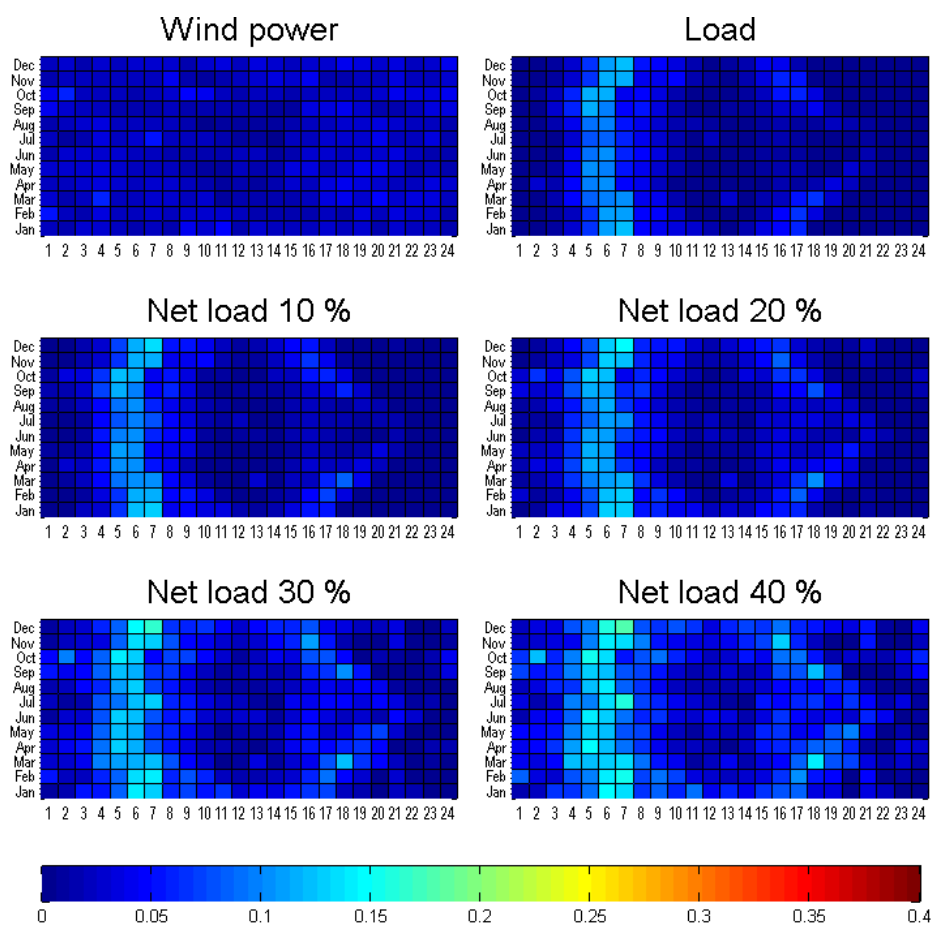 Wind power
Dec
Nov
Oct
Sep
Aug
Jul
Jun
May
Apr
Mar
Feb
Jan
1 2 3 4 5 6 7 8 9 10 11 12 13 14 15 16 17 18 19 20 21 22 23 24
Load
Dec
Nov
Oct
Sep
Aug
Jul
Jun
May
Apr
Mar
Feb
Jan
1 2 3 4 5 6 7 8 9 10 11 12 13 14 15 16 17 18 19 20 21 22 23 24
Net load 10 %
Dec
Nov
Oct
Sep
Aug
Jul
Jun
May
Apr
Mar
Feb
Jan
1 2 3 4 5 6 7 8 9 10 11 12 13 14 15 16 17 18 19 20 21 22 23 24
Net load 20 %
Dec
Nov
Oct
Sep
Aug
Jul
Jun
May
Apr
Mar
Feb
Jan
1 2 3 4 5 6 7 8 9 10 11 12 13 14 15 16 17 18 19 20 21 22 23 24
Net load 30 %
Dec
Nov
Oct
Sep
Aug
Jul
Jun
May
Apr
Mar
Feb
Jan
1 2 3 4 5 6 7 8 9 10 11 12 13 14 15 16 17 18 19 20 21 22 23 24
Net load 40 %
Dec
Nov
Oct
Sep
Aug
Jul
Jun
May
Apr
Mar
Feb
Jan
1 2 3 4 5 6 7 8 9 10 11 12 13 14 15 16 17 18 19 20 21 22 23 24
0 0.05 0.1 0.15 0.2 0.25 0.3 0.35 0.4